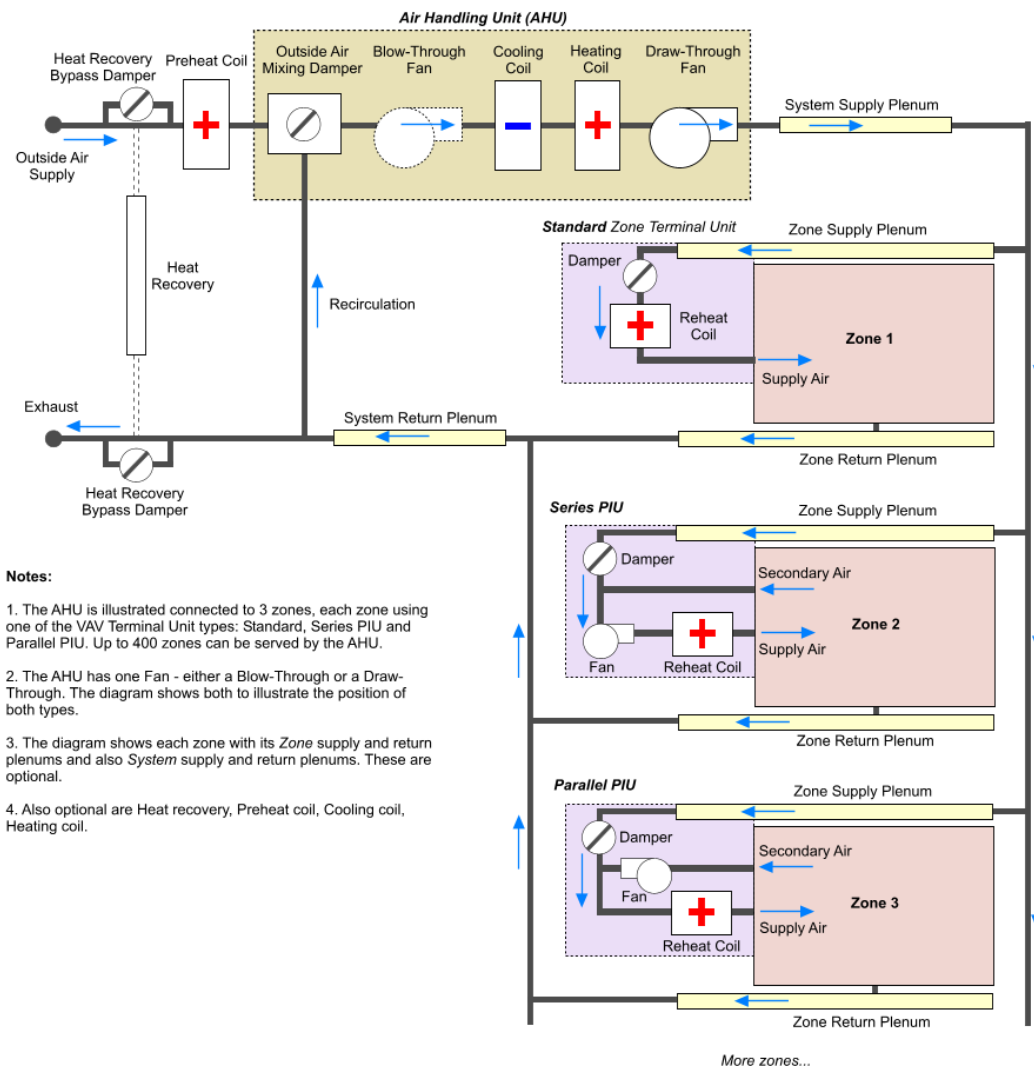 Air Handling Unit (AHU)
Heat Recovery
Bypass Damper
Preheat Coil
Outside Air
Mixing Damper
Blow-Through
Fan
Cooling
Coil
Heating
Coil
Draw-Through
Fan
System Supply Plenum
Outside Air
Supply
Heat
Recovery
Recirculation
Standard Zone Terminal Unit
Zone Supply Plenum
Damper
Reheat
Coil
Zone 1
Supply Air
Exhaust
System Return Plenum
Zone Return Plenum
Heat Recovery
Bypass Damper
Series PIU
Zone Supply Plenum
Damper
Secondary Air
Zone 2
Fan
Reheat Coil
Supply Air
Zone Return Plenum
Notes:
1. The AHU is illustrated connected to 3 zones, each zone using
one of the VAV Terminal Unit types: Standard, Series PIU and
Parallel PIU. Up to 400 zones can be served by the AHU.
2. The AHU has one Fan - either a Blow-Through or a Draw-
Through. The diagram shows both to illustrate the position of
both types.
3. The diagram shows each zone with its Zone supply and return
plenums and also System supply and return plenums. These are
optional.
4. Also optional are Heat recovery, Preheat coil, Cooling coil,
Heating coil.
Parallel PIU
Zone Supply Plenum
Damper
Secondary Air
Fan
Zone 3
Supply Air
Reheat Coil
Zone Return Plenum
More zones...